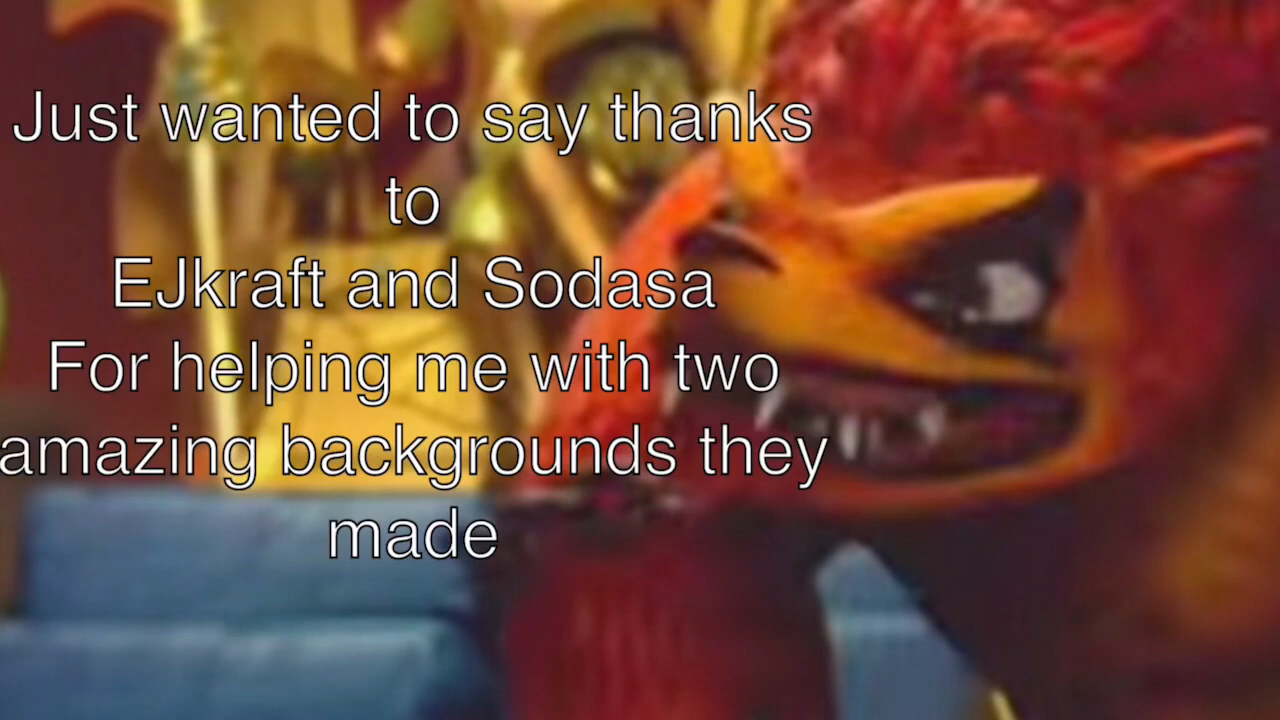 Just wanted to say thanks
to
EJkraft and Sodasa
For helping me with two
amazing backgrounds they
made